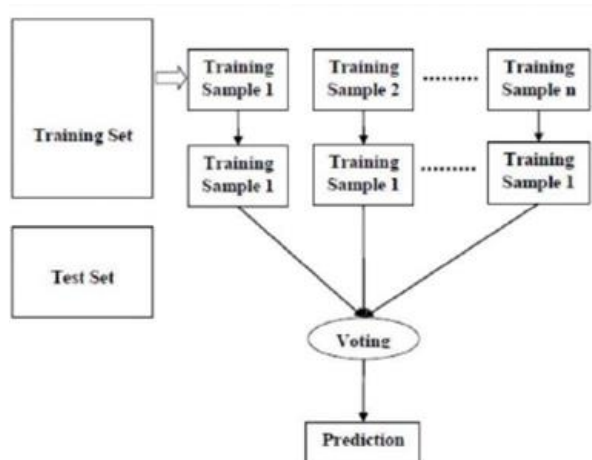 Training Set
Training
Sample 1
Training
Sample 2
Training
Sample n
Training
Sample 1
Training
Sample 1
Training
Sample 1
Test Set
Voting
Prediction